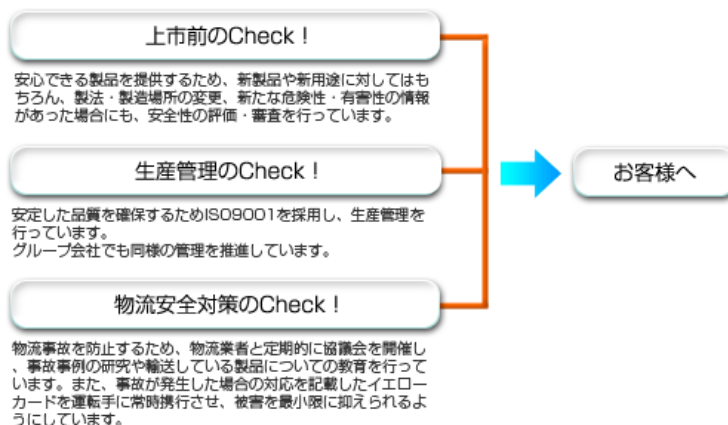 上市前のCheck！
安心できる製品を提供するため、新製品や新用途に対してはも
ちろん、製法・製造場所の変更、新たな危険性・有害性の情報
があった場合にも、安全性の評価・審査を行っています。
生産管理のCheck！
お客様へ
安定した品質を確保するためISO9001を採用し、生産管理を
行っています。
グループ会社でも同様の管理を推進しています。
物流安全対策のCheck！
物流事故を防止するため、物流業者と定期的に協議会を開催し
、事故事例の研究や輸送している製品についての教育を行って
います。また、事故が発生した場合の対応を記載したイエロー
カードを運転手に常時携行させ、被害を最小限に抑えられるよ
うにしています。